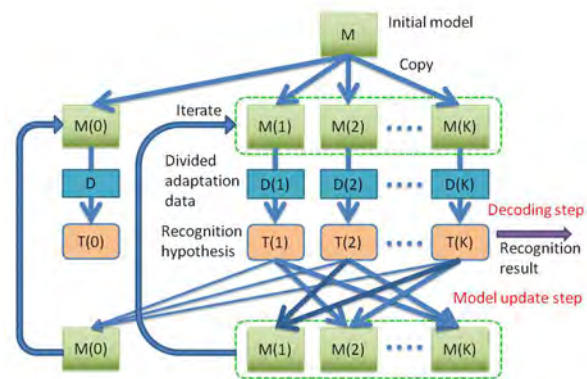 M
Initial model
Copy
Iterate
M(0)
M(1)
M(2)
M(K)
Divided
adaptation
data
D
D(1)
D(2)
D(K)
Decoding step
Recognition
hypothesis
T(0)
T(1)
T(2)
T(K)
Recognition
result
Model update step
M(0)
M(1)
M(2)
M(K)